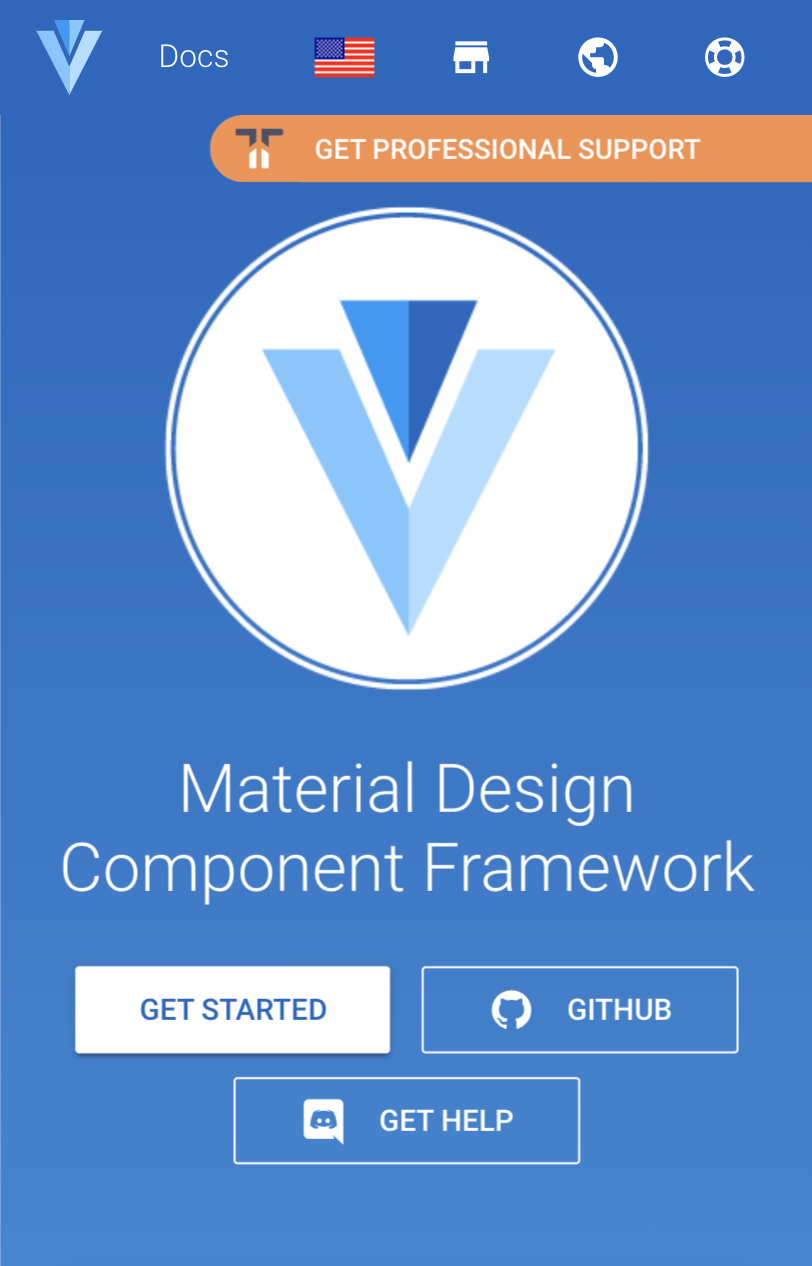 Docs
GET PROFESSIONAL SUPPORT
Material Design
Component Framework
GET STARTED
GITHUB
GET HELP